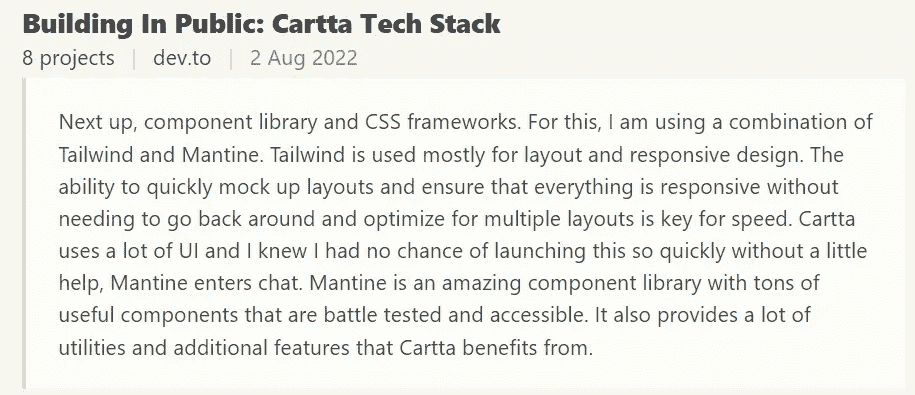 Building In Public: Cartta Tech Stack
8 projects | dev.to | 2 Aug 2022
Next up, component library and CSS frameworks. For this, I am using a combination of
Tailwind and Mantine. Tailwind is used mostly for layout and responsive design. The
ability to quickly mock up layouts and ensure that everything is responsive without
needing to go back around and optimize for multiple layouts is key for speed. Cartta
uses a lot of UI and I knew I had no chance of launching this so quickly without a little
help, Mantine enters chat. Mantine is an amazing component library with tons of
useful components that are battle tested and accessible. It also provides a lot of
utilities and additional features that Cartta benefits from.